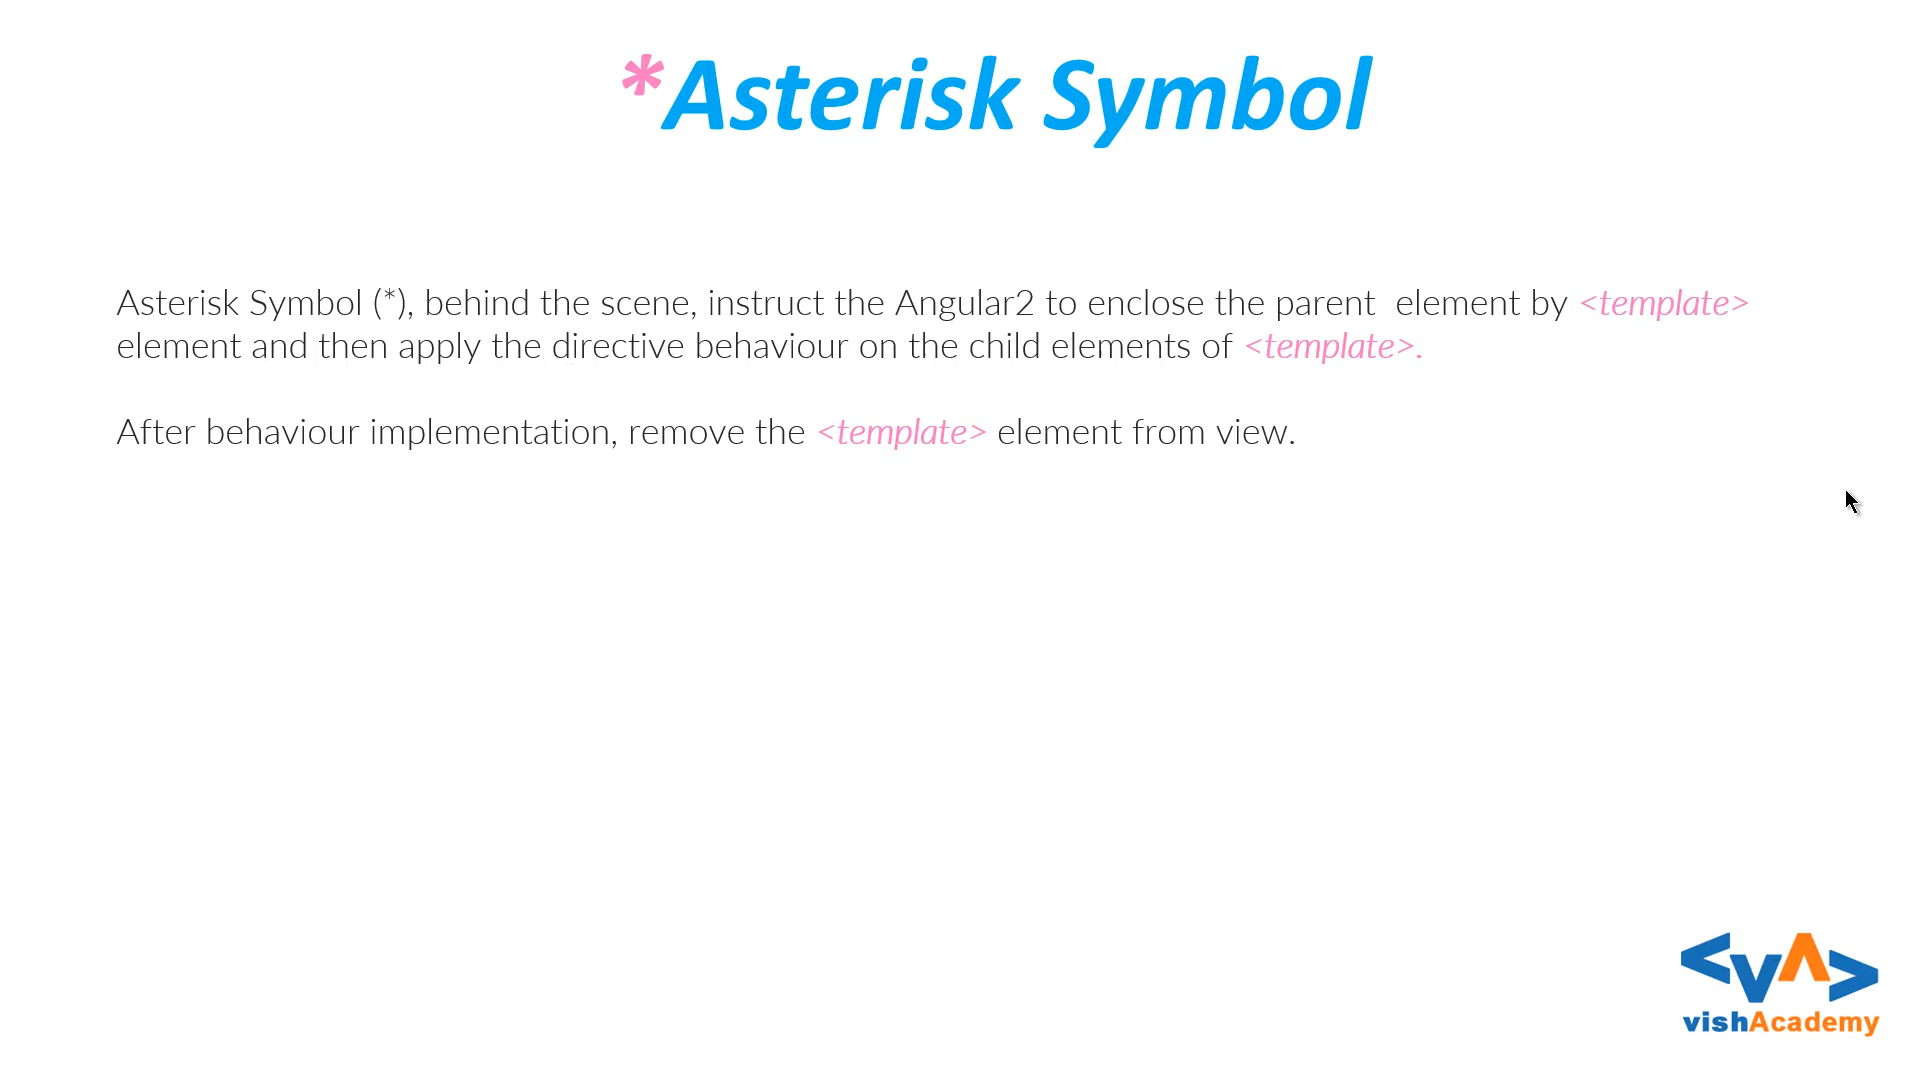 *Asterisk Symbol
Asterisk Symbol (*), behind the scene, instruct the Angular2 to enclose the parent element by <template>
element and then apply the directive behaviour on the child elements of <template>.
After behaviour implementation, remove the <template> element from view.
<VA>
vishAcademy